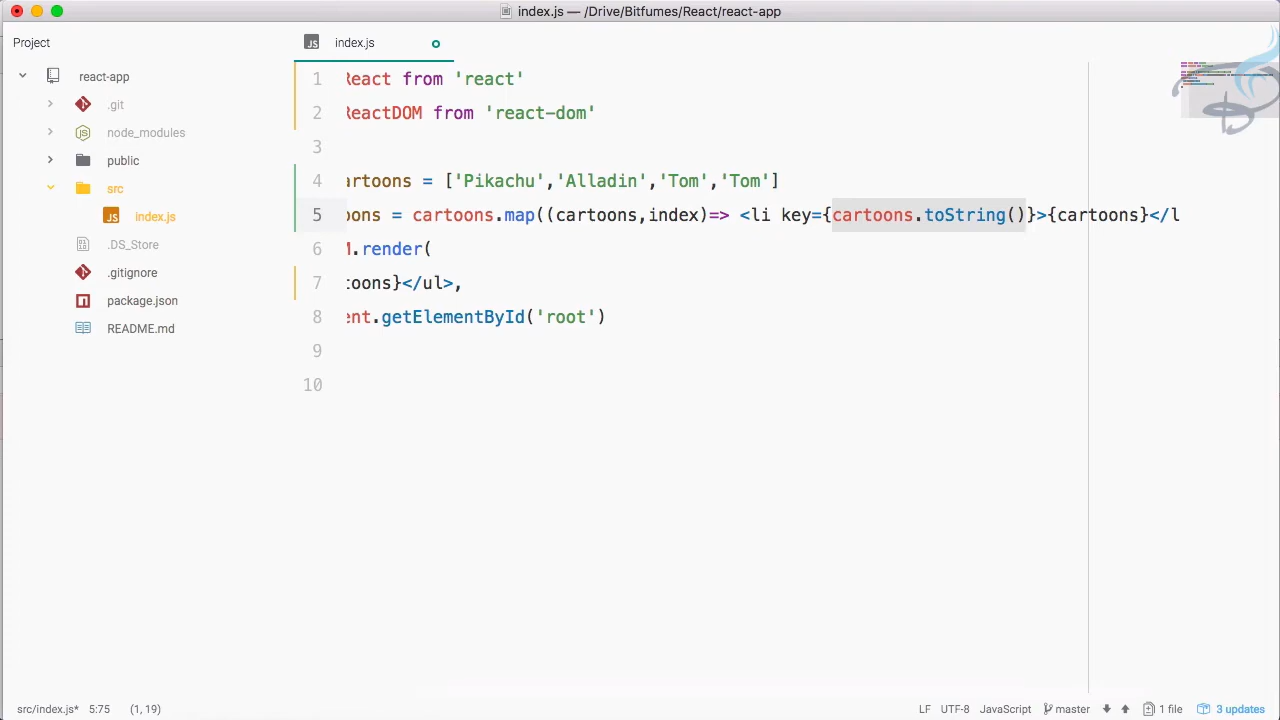 index.js — /Drive/Bitfumes/React/react-app
Project
index.js
react-app
.git
node_modules
public
src
index.js
.DS_Store
.gitignore
package.json
README.md
1 React from 'react'
2 ReactDOM from 'react-dom'
3
4 artoons = ['Pikachu','Alladin','Tom','Tom']
5 oons = cartoons.map((cartoons,index)=> <li key={cartoons.toString()}>{cartoons}</l
6 M.render(
7 toons}</ul>,
8 ent.getElementById('root')
9
10
src/index.js* 5:75 (1, 19) LF UTF-8 JavaScript master 1 file 3 updates